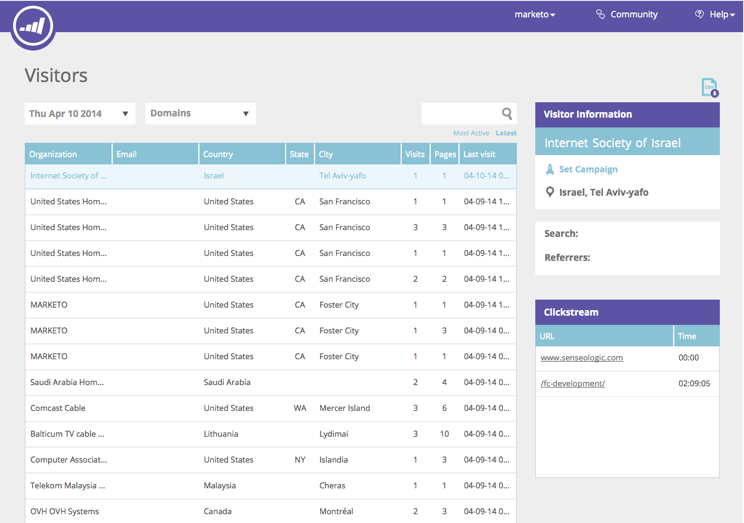 marketo Community Help
Visitors
CSV
Thu Apr 10 2014 Domains
Most Active Latest
Organization Email Country State City Visits Pages Last visit
Internet Society of ... Israel Tel Aviv-yafo 1 1 04-10-14 0...
United States Hom... United States CA San Francisco 1 1 04-09-14 1...
United States Hom... United States CA San Francisco 3 3 04-09-14 1...
United States Hom... United States CA San Francisco 1 1 04-09-14 0...
United States Hom... United States CA San Francisco 2 2 04-09-14 0...
MARKETO United States CA Foster City 1 1 04-09-14 1...
MARKETO United States CA Foster City 1 3 04-09-14 0...
MARKETO United States CA Foster City 1 1 04-09-14 0...
Saudi Arabia Hom... Saudi Arabia 2 4 04-09-14 0...
Comcast Cable United States WA Mercer Island 3 6 04-09-14 0...
Balticum TV cable ... Lithuania Lydimai 3 10 04-09-14 0...
Computer Associat... United States NY Islandia 1 3 04-09-14 0...
Telekom Malaysia ... Malaysia Cheras 1 1 04-09-14 0...
OVH OVH Systems Canada Montréal 2 3 04-09-14 0...
Visitor Information
Internet Society of Israel
Set Campaign
Israel, Tel Aviv-yafo
Search:
Referrers:
Clickstream
URL Time
www.senseologic.com 00:00
/fc-development/ 02:09:05